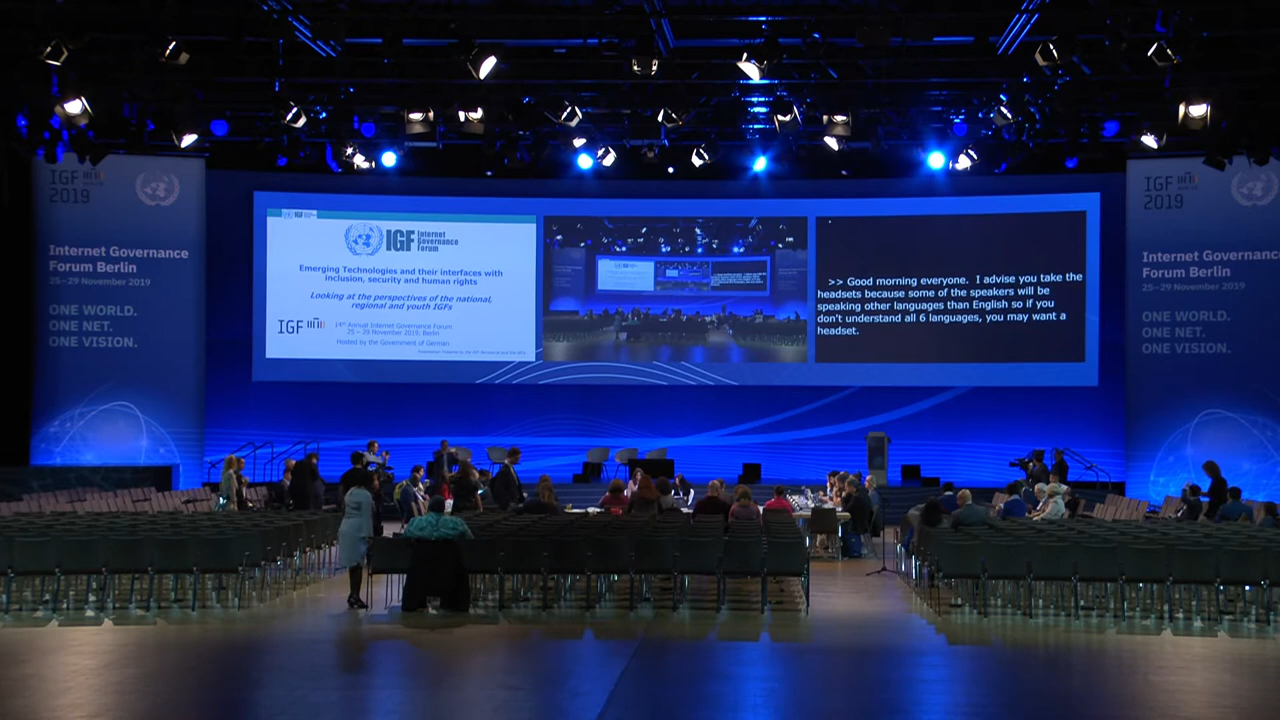 IGF
2019
Internet Governance
Forum Berlin
25–29 November 2019
ONE WORLD.
ONE NET.
ONE VISION.
IGF Internet
Governance
Forum
Emerging Technologies and their interfaces with
inclusion, security and human rights
Looking at the perspectives of the national,
regional and youth IGFs
IGF
14th Annual Internet Governance Forum
25 – 29 November 2019, Berlin
Hosted by the Government of German
>> Good morning everyone. I advise you take the
headsets because some of the speakers will be
speaking other languages than English so if you
don't understand all 6 languages, you may want a
headset.
IGF
2019
Internet Governance
Forum Berlin
25–29 November 2019
ONE WORLD.
ONE NET.
ONE VISION.